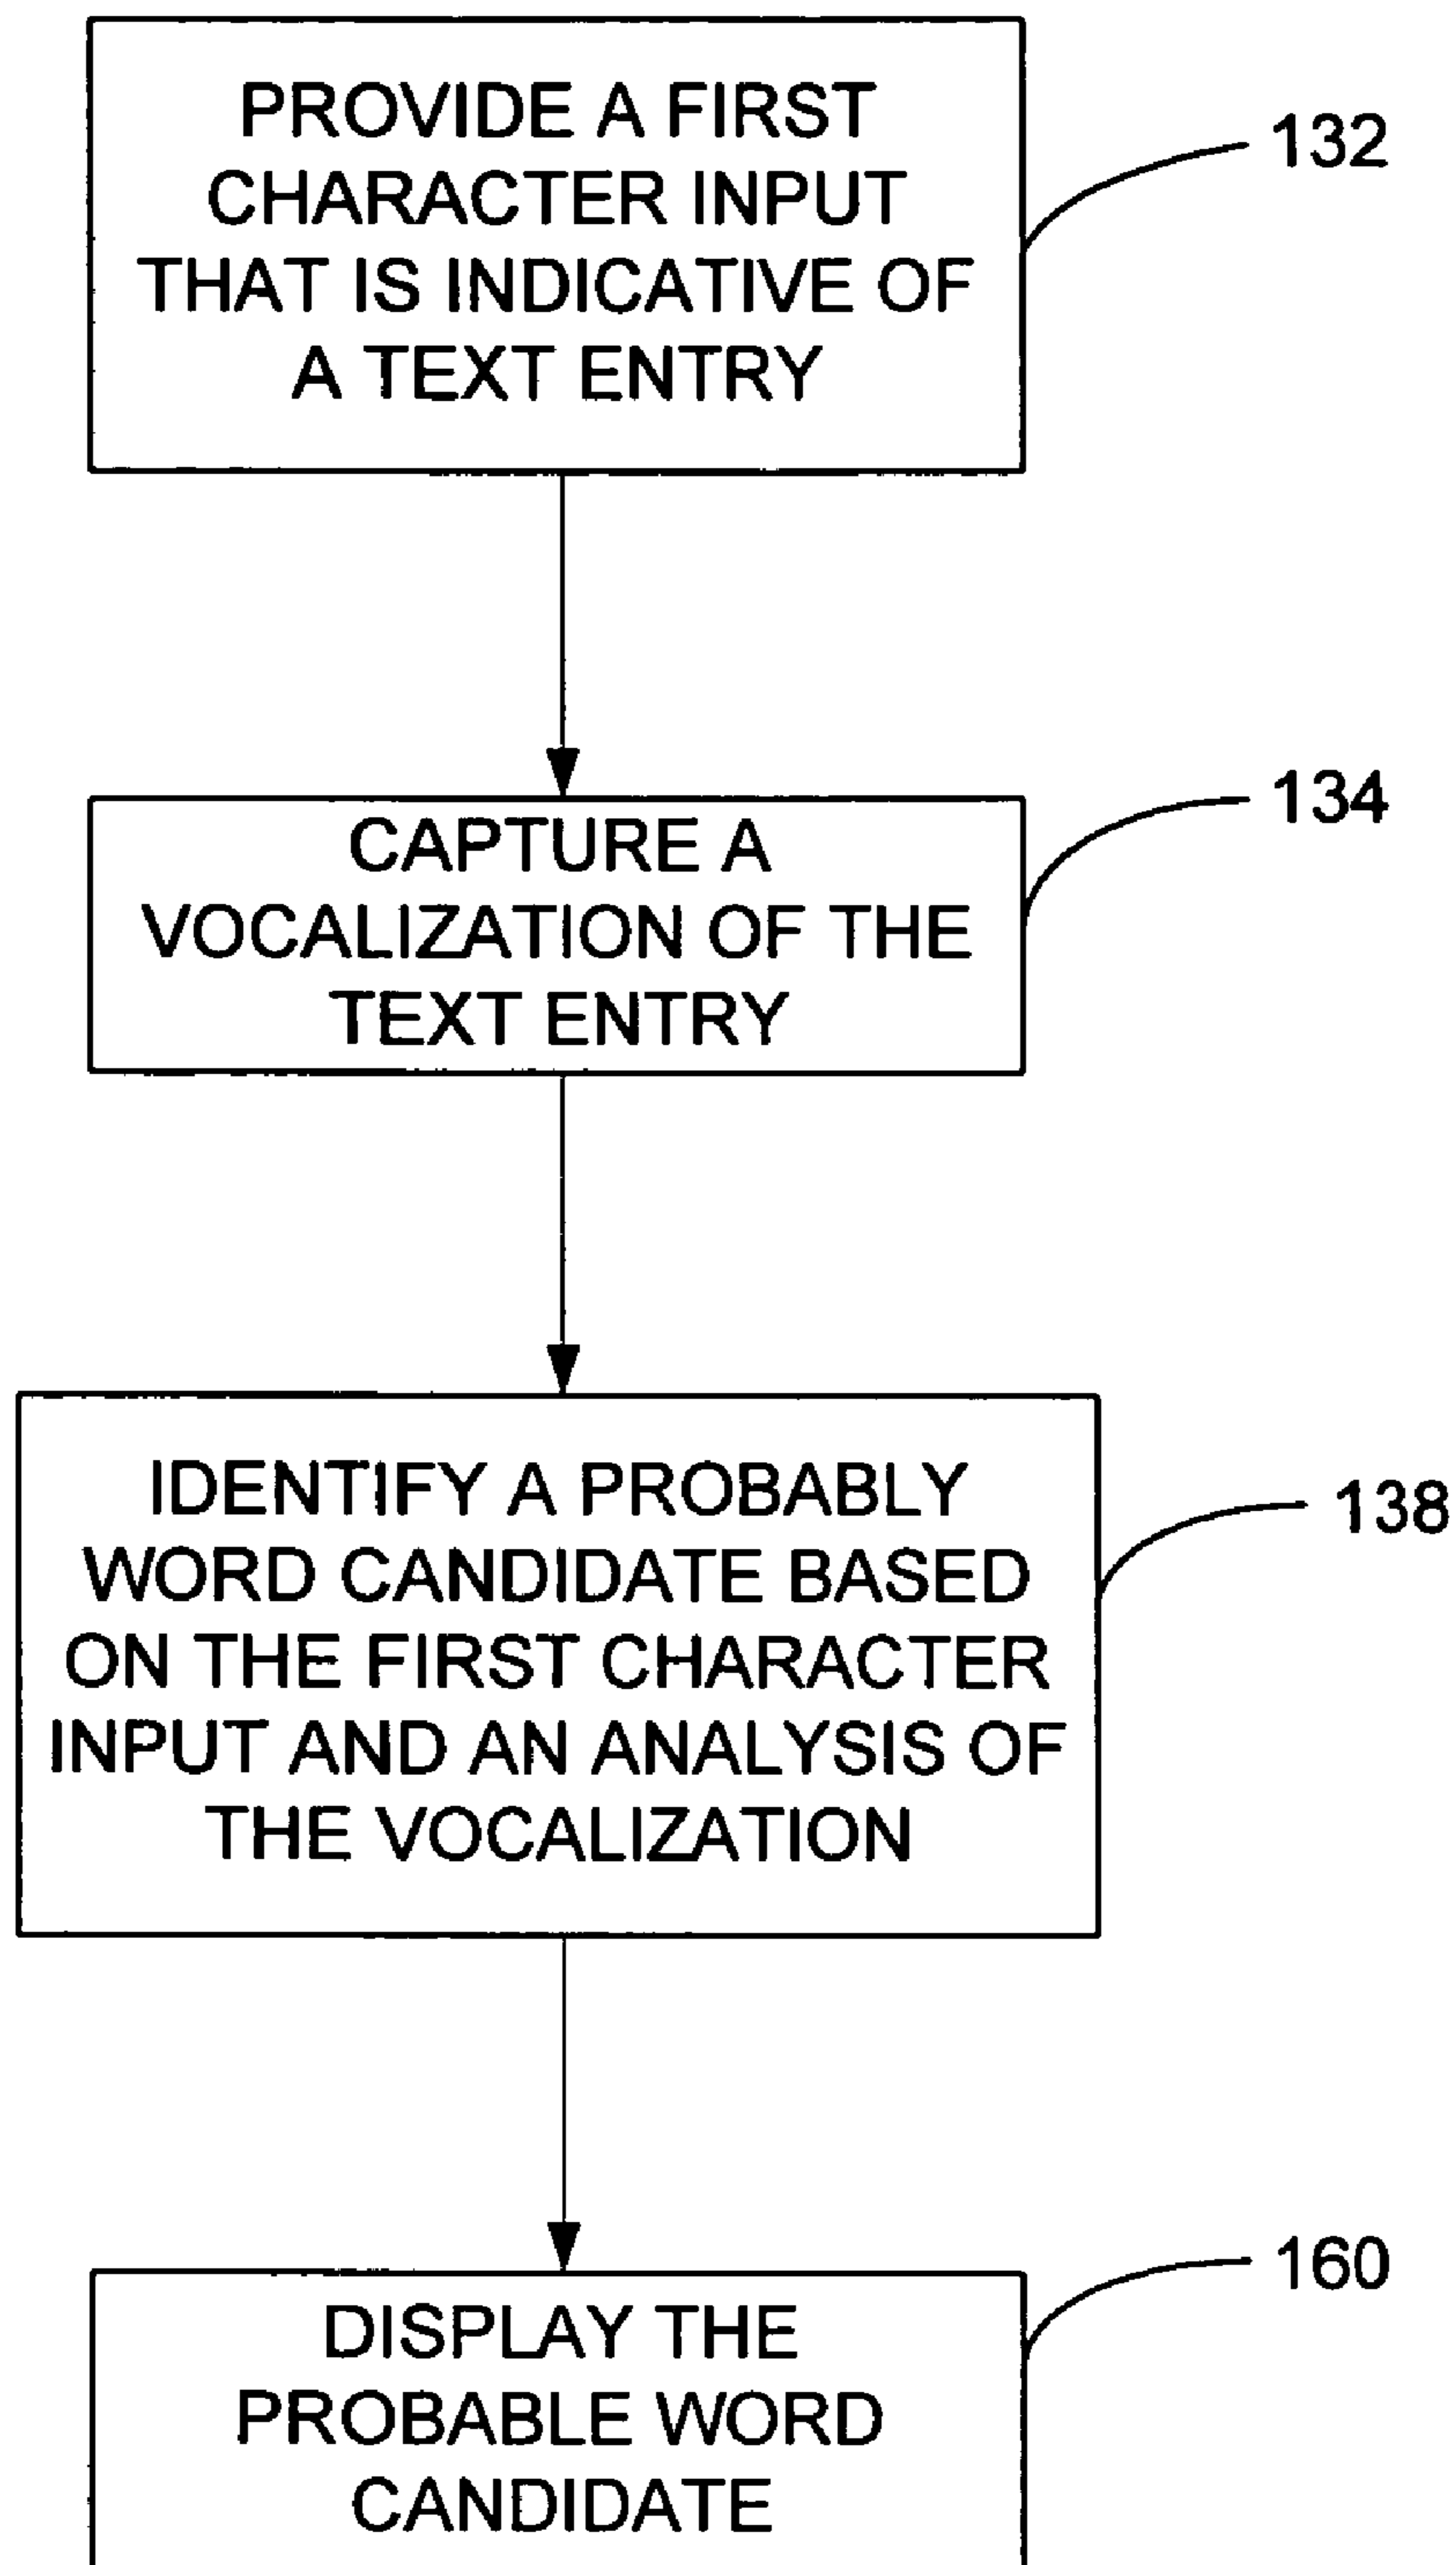 PROVIDE A FIRST
CHARACTER INPUT
THAT IS INDICATIVE OF
A TEXT ENTRY
132
CAPTURE A
VOCALIZATION OF THE
TEXT ENTRY
134
IDENTIFY A PROBABLY
WORD CANDIDATE BASED
ON THE FIRST CHARACTER
INPUT AND AN ANALYSIS OF
THE VOCALIZATION
138
DISPLAY THE
PROBABLE WORD
CANDIDATE
160